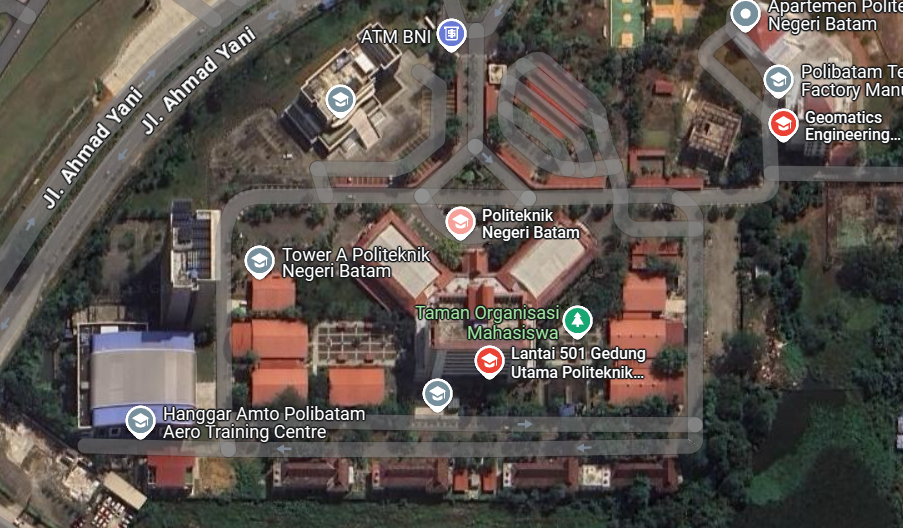 Apartemen Polite
Negeri Batam
ATM BNI
Jl. Ahmad Yani
Jl. Ahmad Yani
Polibatam Te
Factory Manu
Geomatics
Engineering...
Politeknik
Negeri Batam
Tower A Politeknik
Negeri Batam
Taman Organisasi
Mahasiswa
Lantai 501 Gedung
Utama Politeknik...
Hanggar Amto Polibatam
Aero Training Centre